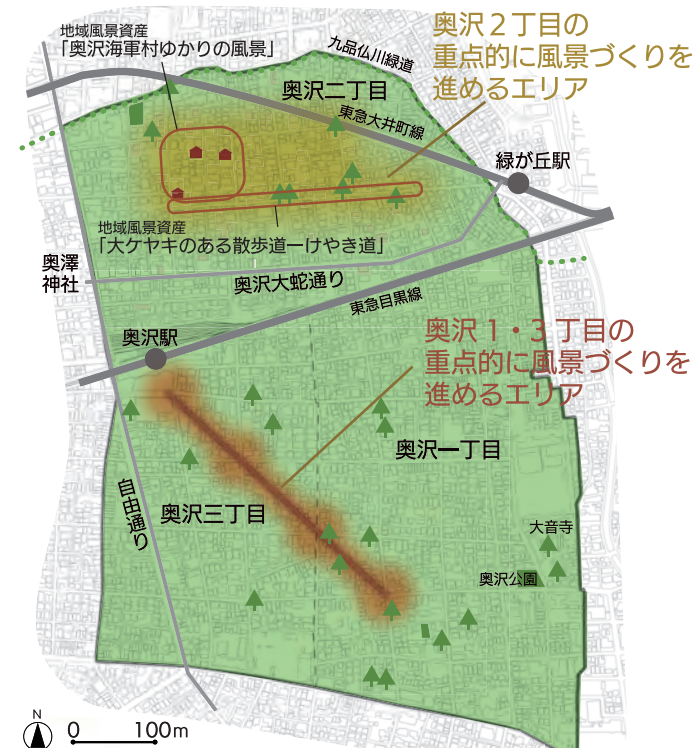 地域風景資産
「奥沢海軍村ゆかりの風景」
九品仏川緑道
奥沢２丁目の
重点的に風景づくりを
進めるエリア
奥沢二丁目
東急大井町線
緑が丘駅
地域風景資産
「大ケヤキのある散歩道ーけやき道」
奥澤
神社
奥沢大蛇通り
東急目黒線
奥沢駅
奥沢１・３丁目の
重点的に風景づくりを
進めるエリア
奥沢一丁目
自由通り
奥沢三丁目
大音寺
奥沢公園
N
0 100m